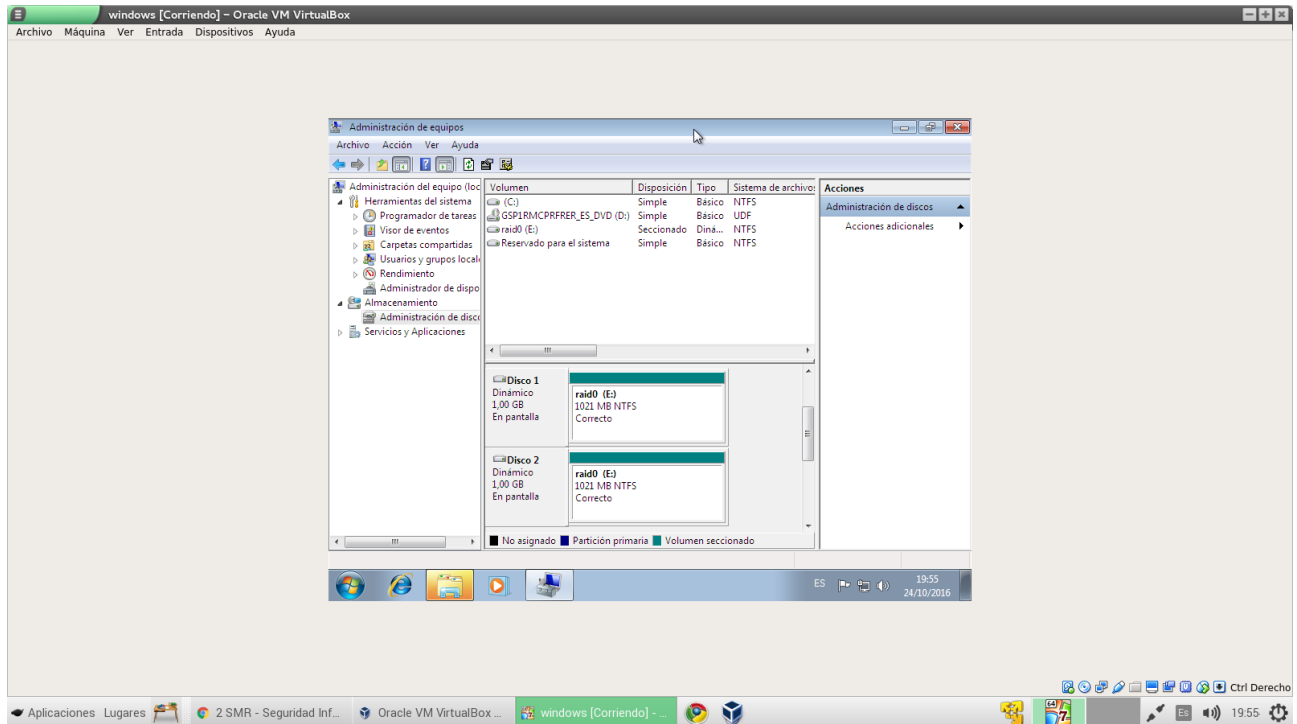 windows [Corriendo] – Oracle VM VirtualBox
Archivo Máquina Ver Entrada Dispositivos Ayuda
Administración de equipos
Archivo Acción Ver Ayuda
Administración del equipo (loc
Herramientas del sistema
Programador de tareas
Visor de eventos
Carpetas compartidas
Usuarios y grupos locale
Rendimiento
Administrador de dispo
Almacenamiento
Administración de disco
Servicios y Aplicaciones
Volumen Disposición Tipo Sistema de archivos
(C:) Simple Básico NTFS
GSP1RMCPRFRER_ES_DVD (D:) Simple Básico UDF
raid0 (E:) Seccionado Diná... NTFS
Reservado para el sistema Simple Básico NTFS
Disco 1
Dinámico
1,00 GB
En pantalla
raid0 (E:)
1021 MB NTFS
Correcto
Disco 2
Dinámico
1,00 GB
En pantalla
raid0 (E:)
1021 MB NTFS
Correcto
No asignado Partición primaria Volumen seccionado
Acciones
Administración de discos
Acciones adicionales
ES 19:55
24/10/2016
Ctrl Derecho
Aplicaciones Lugares 2 SMR - Seguridad Inf... Oracle VM VirtualBox ... windows [Corriendo] - ... 64 7 Es 19:55